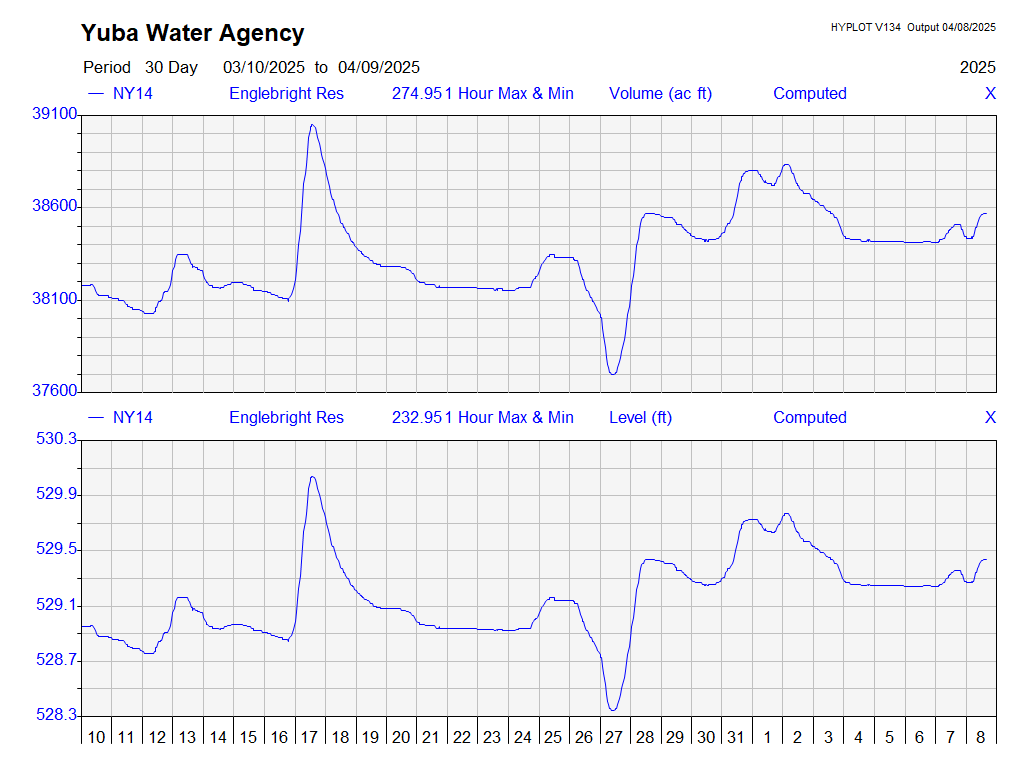 Yuba Water Agency
HYPLOT V134 Output 04/08/2025
Period 30 Day 03/10/2025 to 04/09/2025 2025
NY14 Englebright Res 274.951 Hour Max & Min Volume (ac ft) Computed X
39100
38600
38100
37600
NY14 Englebright Res 232.951 Hour Max & Min Level (ft) Computed X
530.3
529.9
529.5
529.1
528.7
528.3
10 11 12 13 14 15 16 17 18 19 20 21 22 23 24 25 26 27 28 29 30 31 1 2 3 4 5 6 7 8